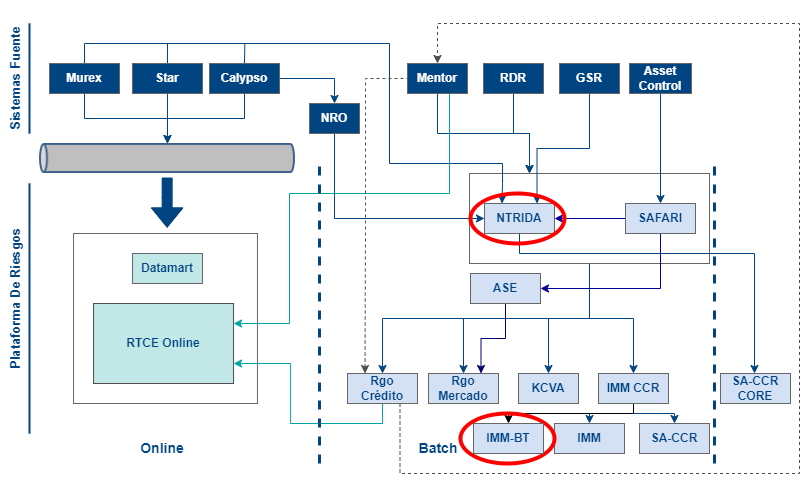 Sistemas Fuente
Murex
Star
Calypso
Mentor
RDR
GSR
Asset
Control
NRO
Plataforma De Riesgos
NTRIDA
SAFARI
Datamart
ASE
RTCE Online
Rgo
Crédito
Rgo
Mercado
KCVA
IMM CCR
SA-CCR
CORE
IMM-BT
IMM
SA-CCR
Online
Batch